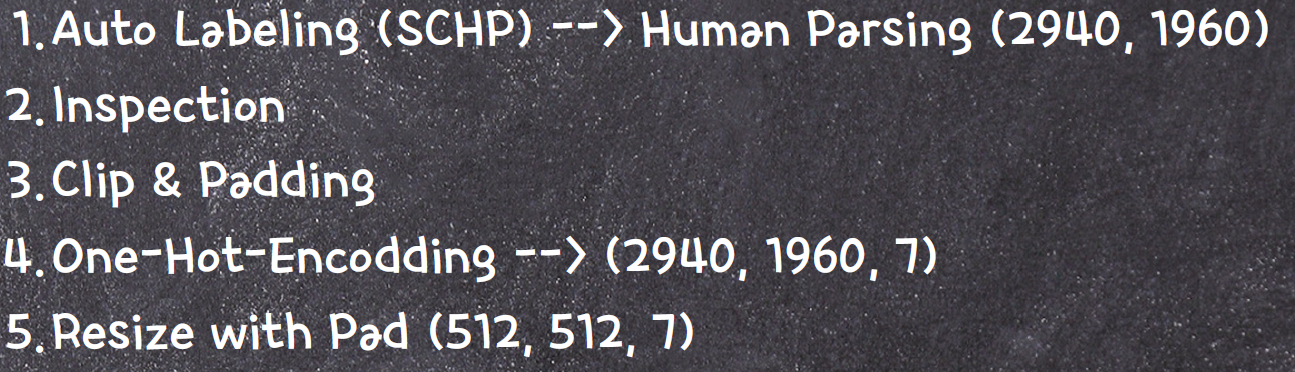 1. Auto Labeling (SCHP) --> Human Parsing (2940, 1960)
2. Inspection
3. Clip & Padding
4. One-Hot-Encodding --> (2940, 1960, 7)
5. Resize with Pad (512, 512, 7)